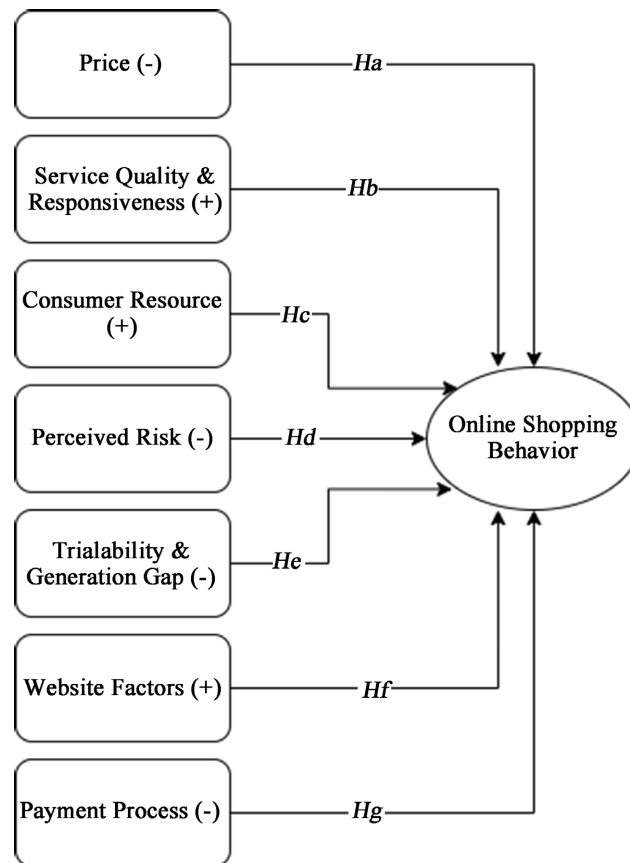 Price (-)
Ha
Service Quality &
Responsiveness (+)
Hb
Consumer Resource
(+)
Hc
Perceived Risk (-)
Hd
Online Shopping
Behavior
Trialability &
Generation Gap (-)
He
Website Factors (+)
Hf
Payment Process (-)
Hg